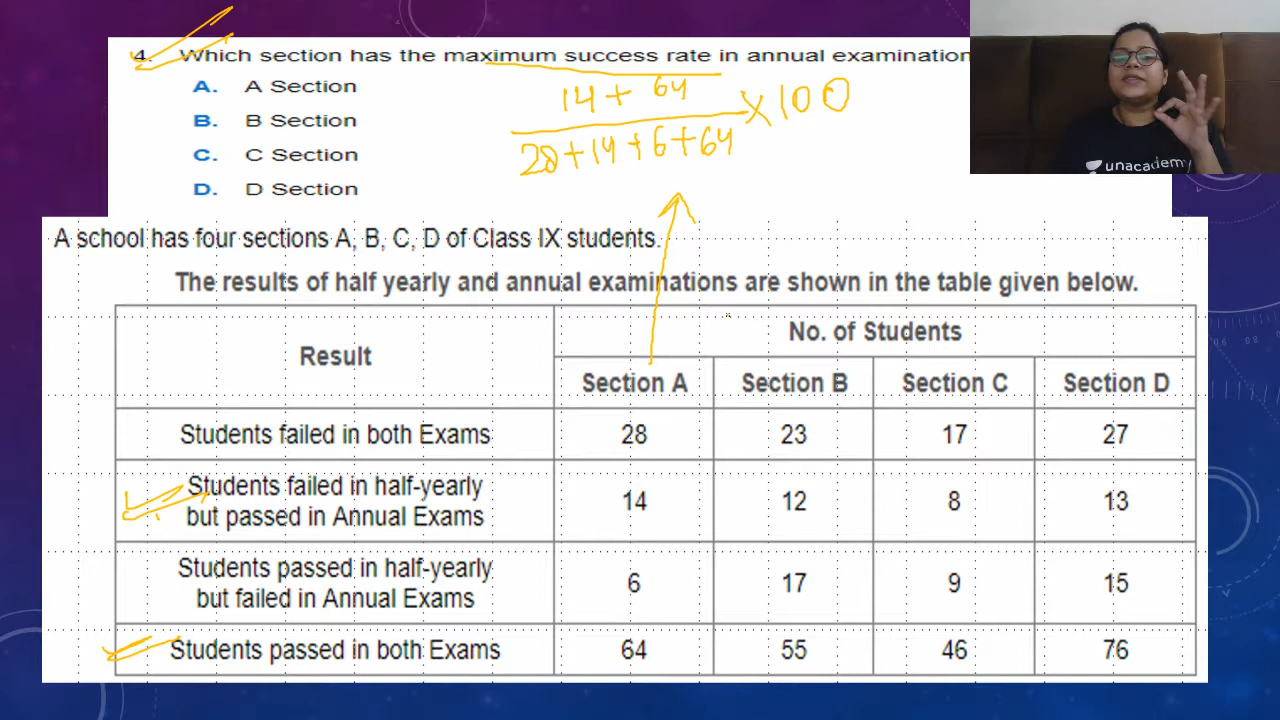 4. Which section has the maximum success rate in annual examination
A. A Section
B. B Section
C. C Section
D. D Section
14 + 64
28+14+6+64 ×100
unacademy
A school has four sections A, B, C, D of Class IX students.
The results of half yearly and annual examinations are shown in the table given below.
Result
No. of Students
Section A Section B Section C Section D
Students failed in both Exams 28 23 17 27
Students failed in half-yearly
but passed in Annual Exams 14 12 8 13
Students passed in half-yearly
but failed in Annual Exams 6 17 9 15
Students passed in both Exams 64 55 46 76